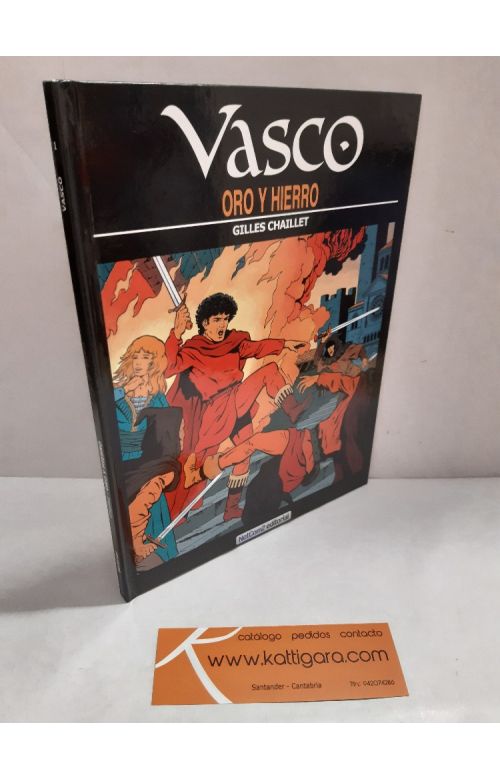 VASCO
ORO Y HIERRO
GILLES CHAILLET
VASCO
NetCom2 editorial
catálogo pedidos contacto
www.kattigara.com
Santander - Cantabria